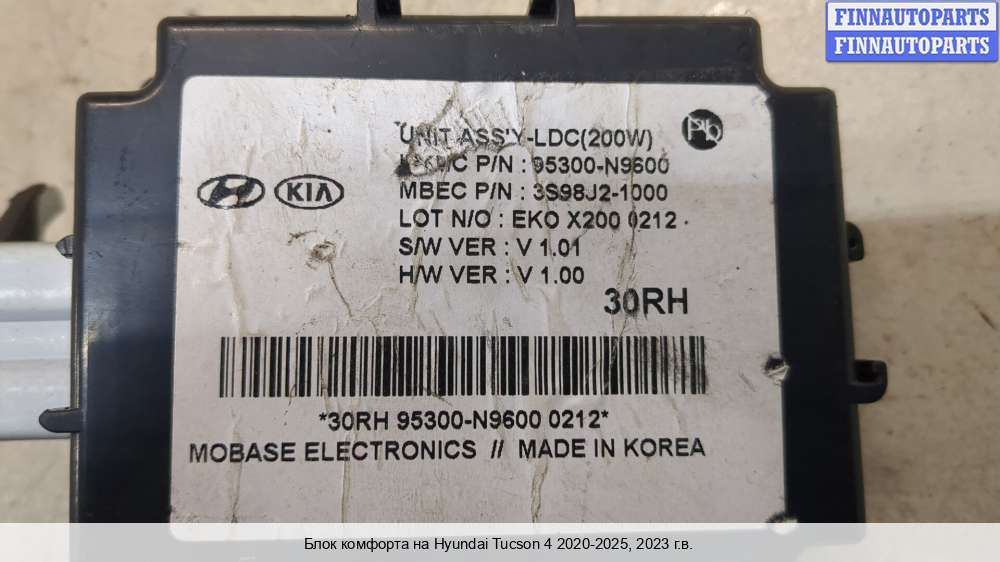 FINNAUTOPARTS
FINNAUTOPARTS
UNIT ASS'Y-LDC(200W)
Pb
P/N : 95300-N9600
MBEC P/N : 3S98J2-1000
KIA
LOT N/O : EKO X200 0212
S/W VER : V 1.01
H/W VER : V 1.00
30RH
*30RH 95300-N9600 0212*
MOBASE ELECTRONICS // MADE IN KOREA
Блок комфорта на Hyundai Tucson 4 2020-2025, 2023 г.в.